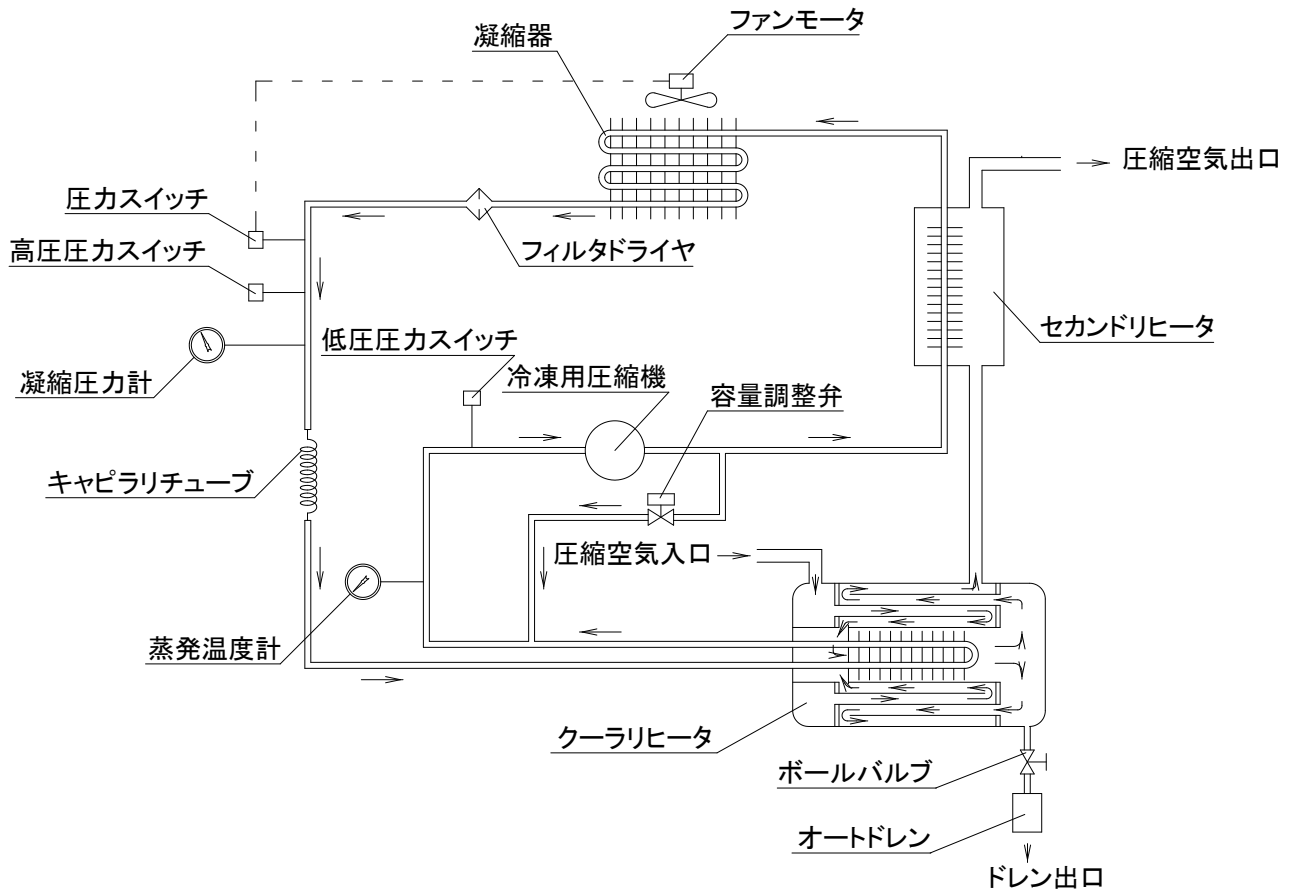 ファンモータ
凝縮器
圧縮空気出口
圧力スイッチ
高圧圧力スイッチ
フィルタドライヤ
セカンドリヒータ
低圧圧力スイッチ
凝縮圧力計
冷凍用圧縮機
容量調整弁
キャピラリチューブ
圧縮空気入口
蒸発温度計
クーラリヒータ
ボールバルブ
オートドレン
ドレン出口